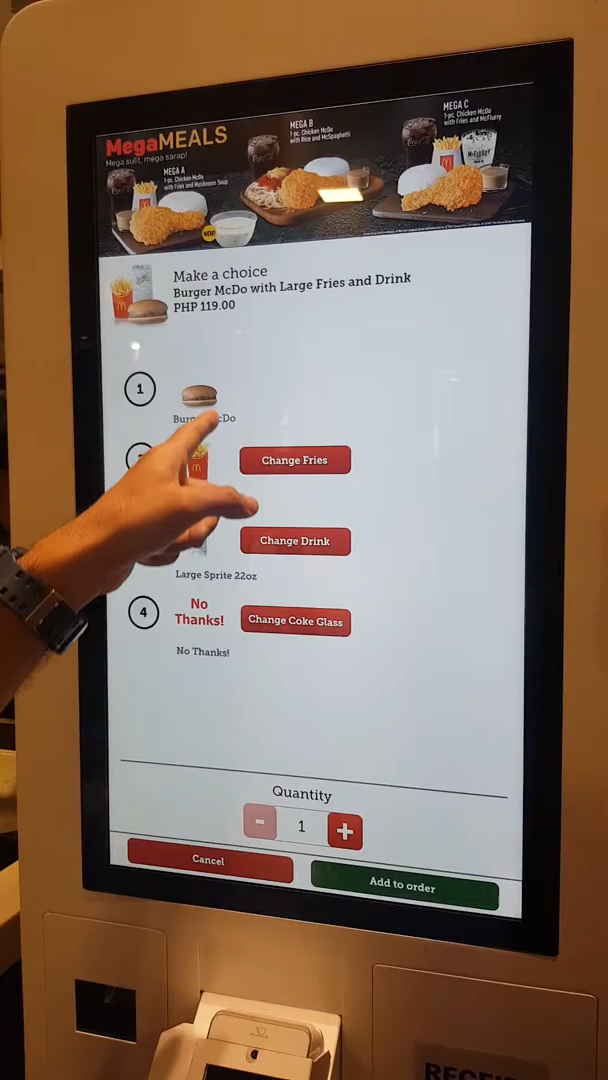 MegaMEALS
Mega sulit, mega sarap!
MEGA A
1-pc. Chicken McDo
with Fries and Mushroom Soup
NEW!
MEGA B
1-pc. Chicken McDo
with Rice and McSpaghetti
MEGA C
1-pc. Chicken McDo
with Fries and McFlurry
McFlurry
Make a choice
Burger McDo with Large Fries and Drink
PHP 119.00
1
Change Fries
Change Drink
Large Sprite 22oz
4
No
Thanks!
Change Coke Glass
No Thanks!
Quantity
-
1
+
Cancel
Add to order